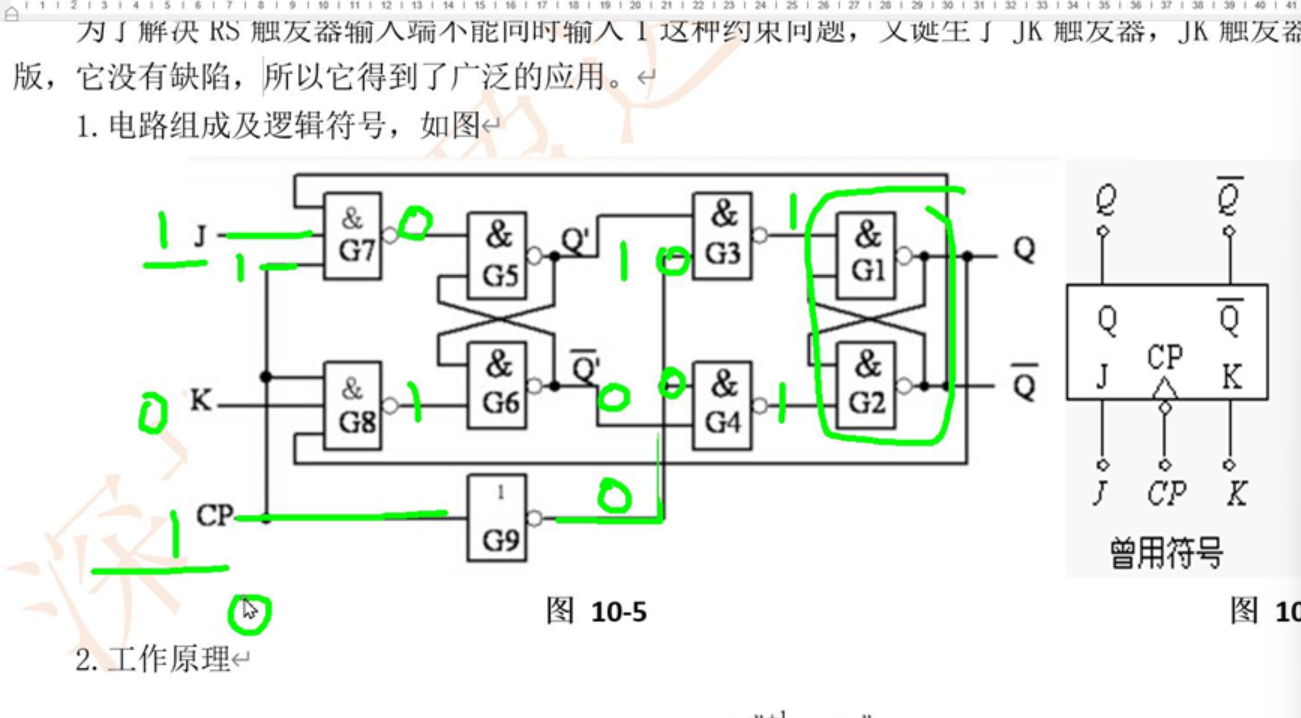 为了解决 RS 触发器输入端不能同时输入 1 这种约束问题，又诞生了 JK 触发器，JK 触发器
版，它没有缺陷，所以它得到了广泛的应用。
1.电路组成及逻辑符号，如图
Q Q̅
1 J 1 & G7 0 & G5 Q' 1 0 & G3 1 & G1 Q
Q Q̅
J CP K
0 K & G8 1 & G6 Q̅' 0 0 & G4 1 & G2 Q̅
CP 1 1 G9 0
J CP K
曾用符号
0
图 10-5
图 10
2.工作原理